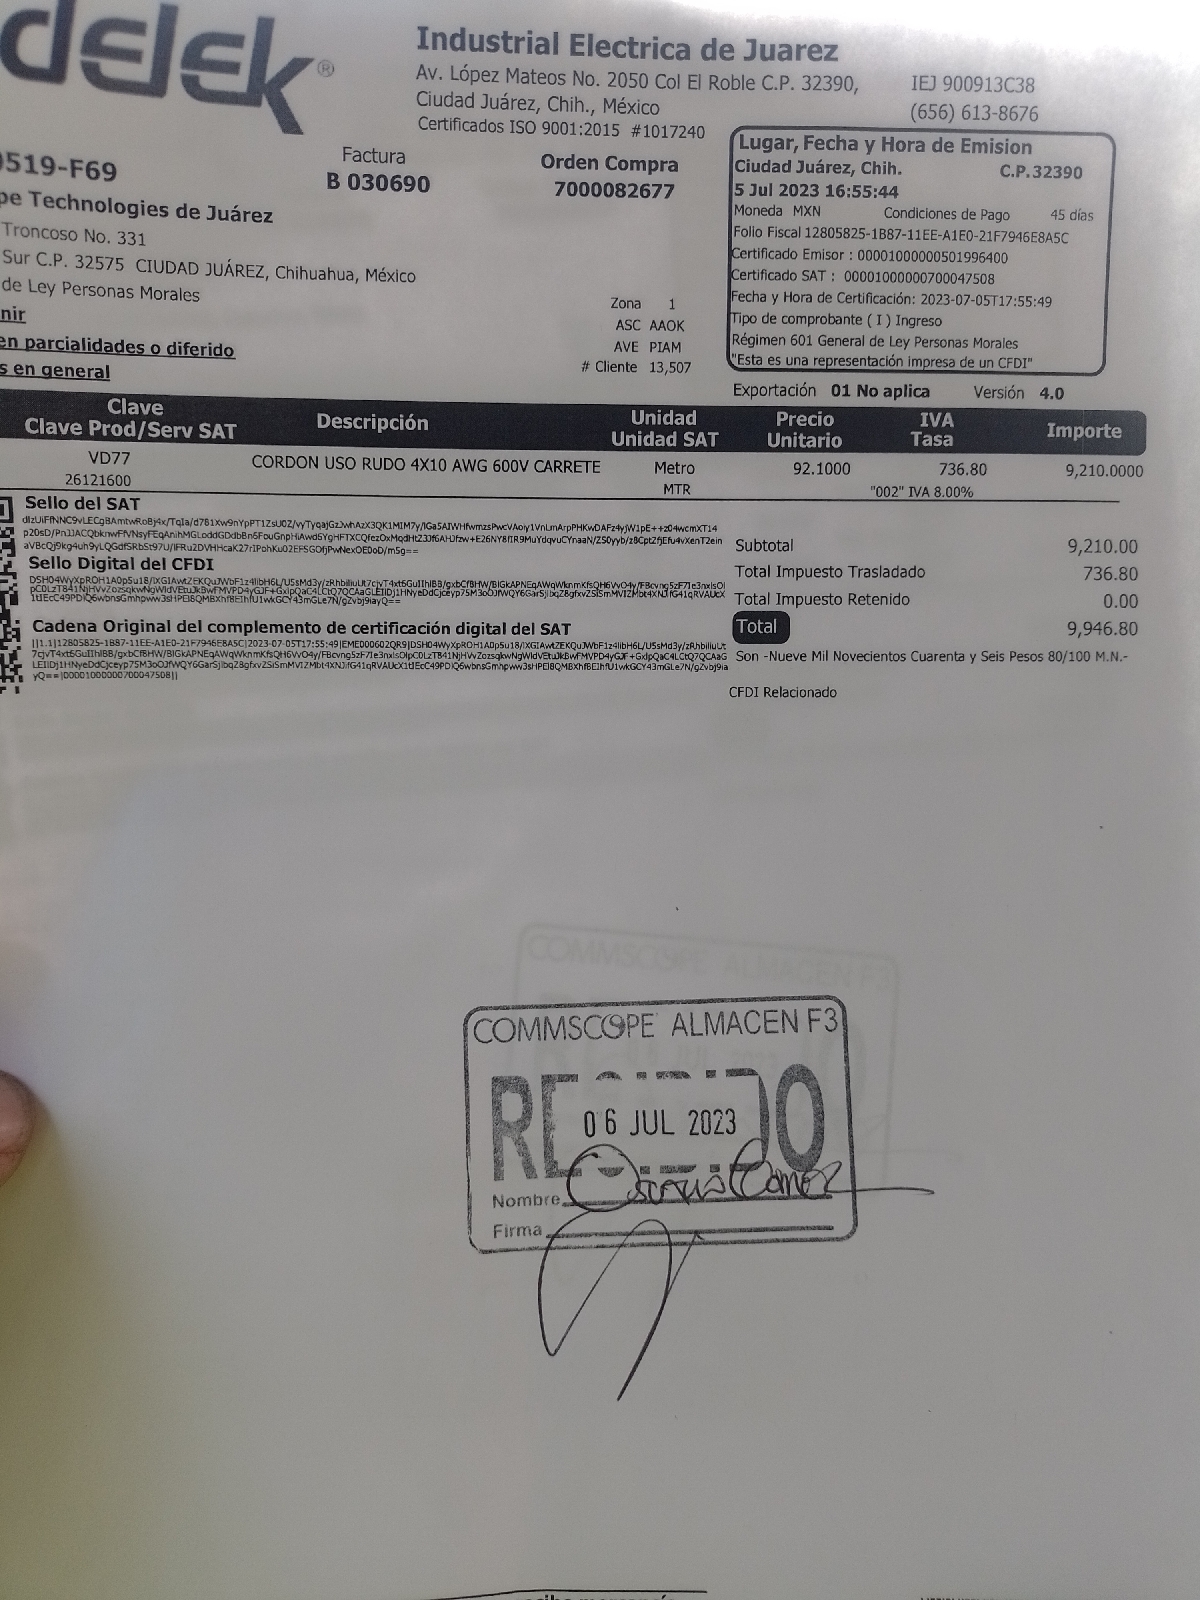 delek®
Industrial Electrica de Juarez
Av. López Mateos No. 2050 Col El Roble C.P. 32390,
Ciudad Juárez, Chih., México
Certificados ISO 9001:2015 #1017240
IEJ 900913C38
(656) 613-8676
519-F69
Factura
B 030690
Orden Compra
7000082677
Lugar, Fecha y Hora de Emision
Ciudad Juárez, Chih. C.P.32390
5 Jul 2023 16:55:44
Moneda MXN Condiciones de Pago 45 días
Folio Fiscal 12805825-1B87-11EE-A1E0-21F7946E8A5C
Certificado Emisor : 00001000000501996400
Certificado SAT : 00001000000700047508
Fecha y Hora de Certificación: 2023-07-05T17:55:49
Tipo de comprobante ( I ) Ingreso
Régimen 601 General de Ley Personas Morales
"Esta es una representación impresa de un CFDI"
pe Technologies de Juárez
Troncoso No. 331
Sur C.P. 32575 CIUDAD JUÁREZ, Chihuahua, México
de Ley Personas Morales
nir
en parcialidades o diferido
s en general
Zona 1
ASC AAOK
AVE PIAM
# Cliente 13,507
Exportación 01 No aplica Versión 4.0
Clave
Clave Prod/Serv SAT
Descripción
Unidad
Unidad SAT
Precio
Unitario
IVA
Tasa
Importe
VD77 CORDON USO RUDO 4X10 AWG 600V CARRETE Metro 92.1000 736.80 9,210.0000
26121600 MTR "002" IVA 8.00%
Sello del SAT
Sello Digital del CFDI
Cadena Original del complemento de certificación digital del SAT
Subtotal 9,210.00
Total Impuesto Trasladado 736.80
Total Impuesto Retenido 0.00
Total 9,946.80
Son -Nueve Mil Novecientos Cuarenta y Seis Pesos 80/100 M.N.-
CFDI Relacionado
COMMSCOPE ALMACEN F3
RECIBIDO
06 JUL 2023
Nombre
Firma